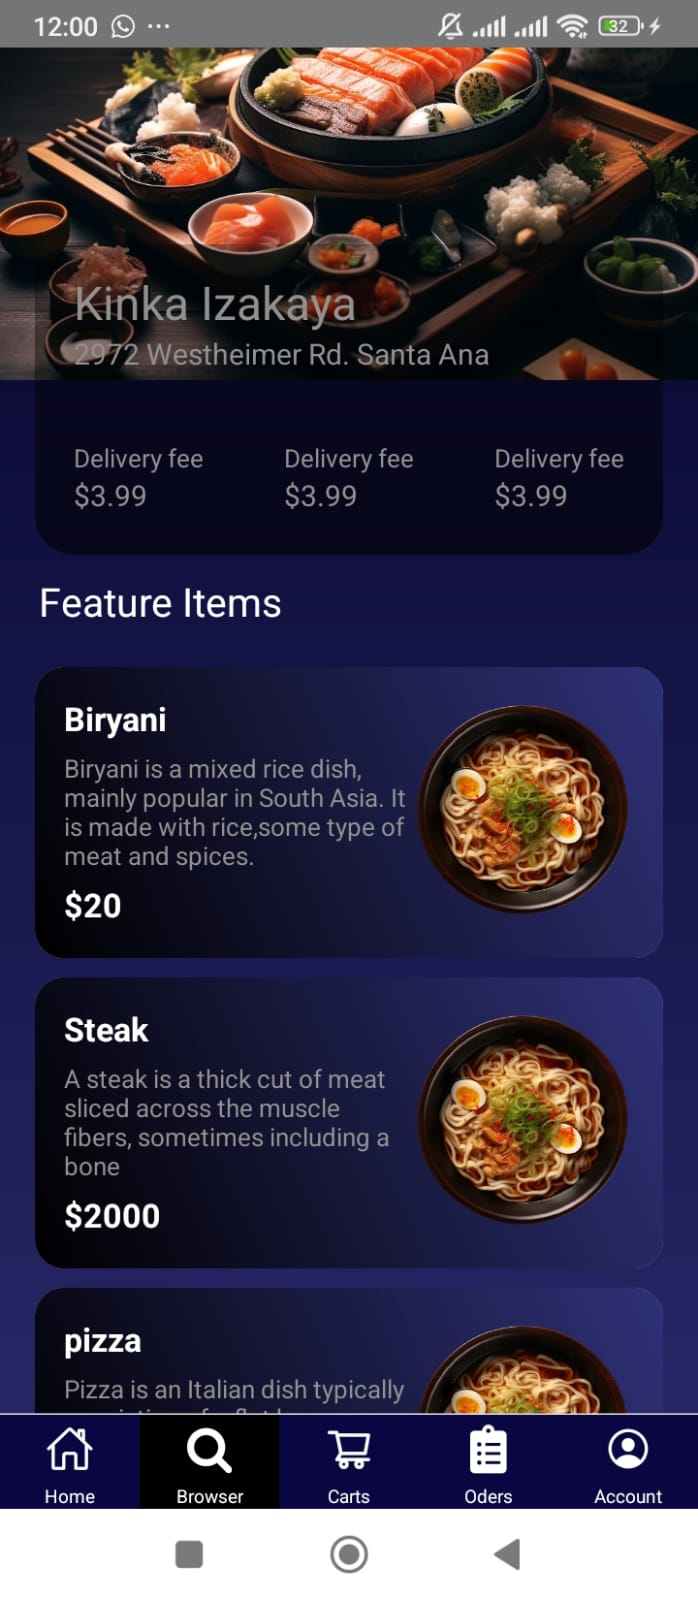 12:00
32
Kinka Izakaya
2972 Westheimer Rd. Santa Ana
Delivery fee Delivery fee Delivery fee
$3.99 $3.99 $3.99
Feature Items
Biryani
Biryani is a mixed rice dish,
mainly popular in South Asia. It
is made with rice,some type of
meat and spices.
$20
Steak
A steak is a thick cut of meat
sliced across the muscle
fibers, sometimes including a
bone
$2000
pizza
Pizza is an Italian dish typically
Home Browser Carts Oders Account